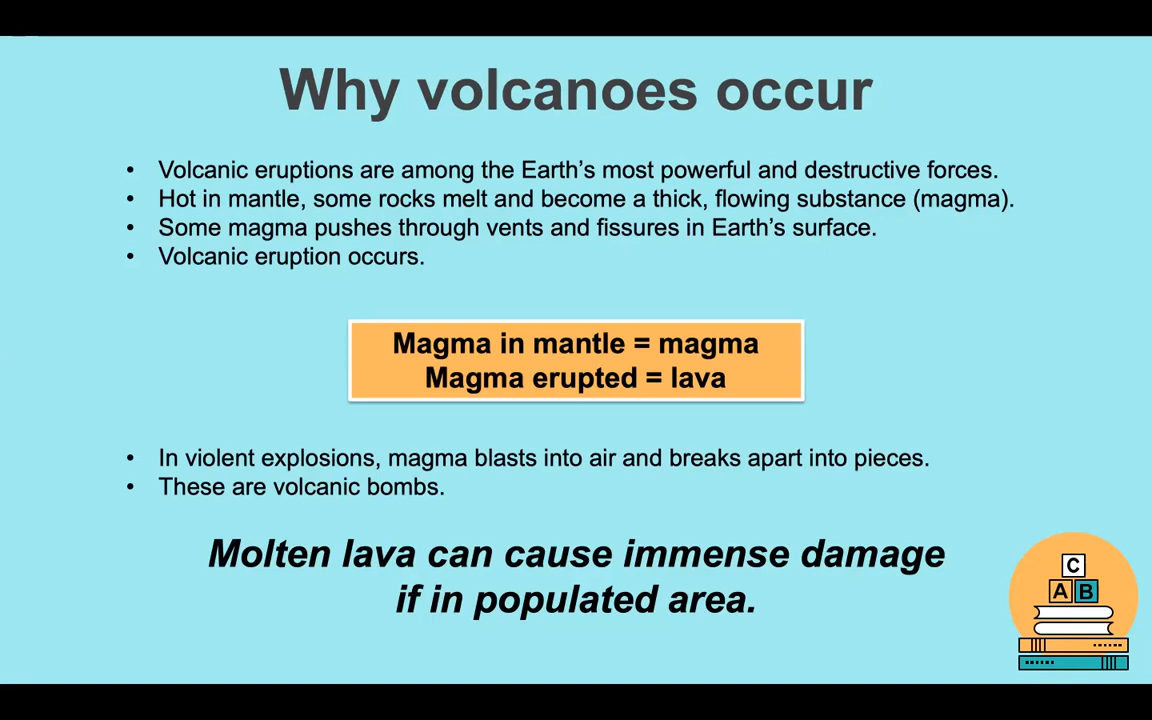 Why volcanoes occur
• Volcanic eruptions are among the Earth's most powerful and destructive forces.
• Hot in mantle, some rocks melt and become a thick, flowing substance (magma).
• Some magma pushes through vents and fissures in Earth's surface.
• Volcanic eruption occurs.
Magma in mantle = magma
Magma erupted = lava
• In violent explosions, magma blasts into air and breaks apart into pieces.
• These are volcanic bombs.
Molten lava can cause immense damage
if in populated area.
C
A B